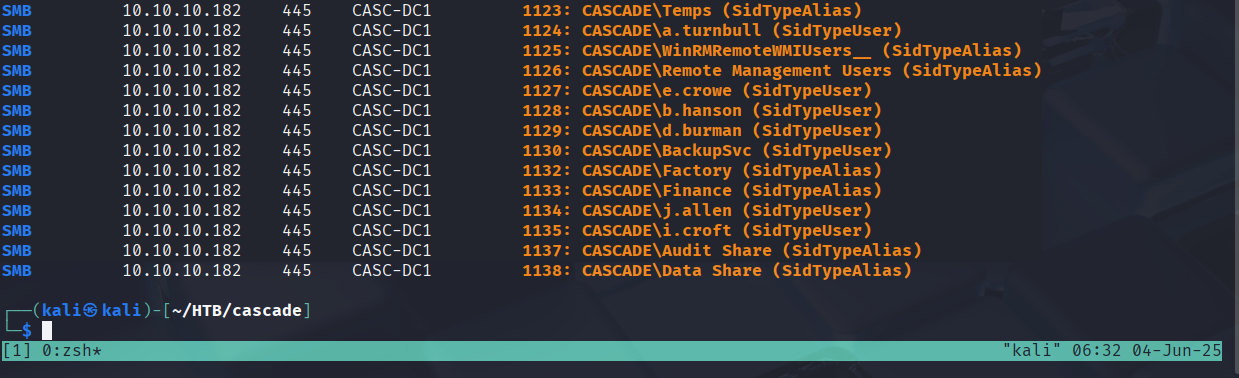 SMB 10.10.10.182 445 CASC-DC1 1123: CASCADE\Temps (SidTypeAlias)
SMB 10.10.10.182 445 CASC-DC1 1124: CASCADE\a.turnbull (SidTypeUser)
SMB 10.10.10.182 445 CASC-DC1 1125: CASCADE\WinRMRemoteWMIUsers__ (SidTypeAlias)
SMB 10.10.10.182 445 CASC-DC1 1126: CASCADE\Remote Management Users (SidTypeAlias)
SMB 10.10.10.182 445 CASC-DC1 1127: CASCADE\e.crowe (SidTypeUser)
SMB 10.10.10.182 445 CASC-DC1 1128: CASCADE\b.hanson (SidTypeUser)
SMB 10.10.10.182 445 CASC-DC1 1129: CASCADE\d.burman (SidTypeUser)
SMB 10.10.10.182 445 CASC-DC1 1130: CASCADE\BackupSvc (SidTypeUser)
SMB 10.10.10.182 445 CASC-DC1 1132: CASCADE\Factory (SidTypeAlias)
SMB 10.10.10.182 445 CASC-DC1 1133: CASCADE\Finance (SidTypeAlias)
SMB 10.10.10.182 445 CASC-DC1 1134: CASCADE\j.allen (SidTypeUser)
SMB 10.10.10.182 445 CASC-DC1 1135: CASCADE\i.croft (SidTypeUser)
SMB 10.10.10.182 445 CASC-DC1 1137: CASCADE\Audit Share (SidTypeAlias)
SMB 10.10.10.182 445 CASC-DC1 1138: CASCADE\Data Share (SidTypeAlias)
┌──(kali㉿kali)-[~/HTB/cascade]
└─$
[1] 0:zsh* "kali" 06:32 04-Jun-25